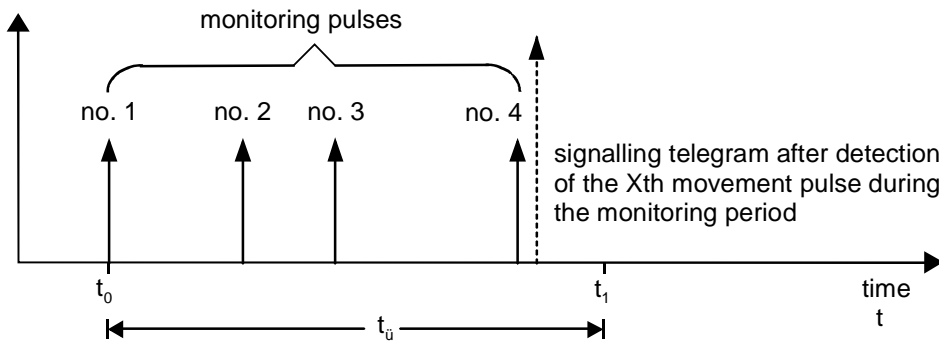 monitoring pulses
no. 1 no. 2 no. 3 no. 4
signalling telegram after detection
of the Xth movement pulse during
the monitoring period
t₀ t₁ time
t
tü